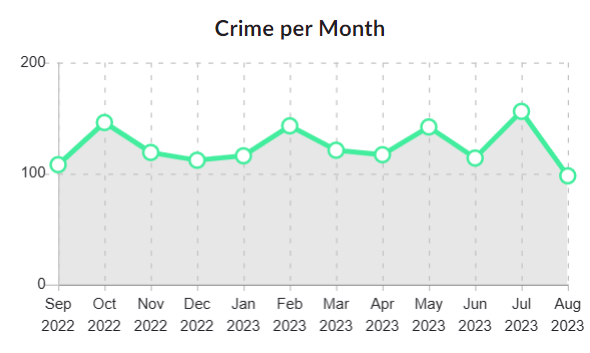 Crime per Month
200
100
0
Sep Oct Nov Dec Jan Feb Mar Apr May Jun Jul Aug
2022 2022 2022 2022 2023 2023 2023 2023 2023 2023 2023 2023